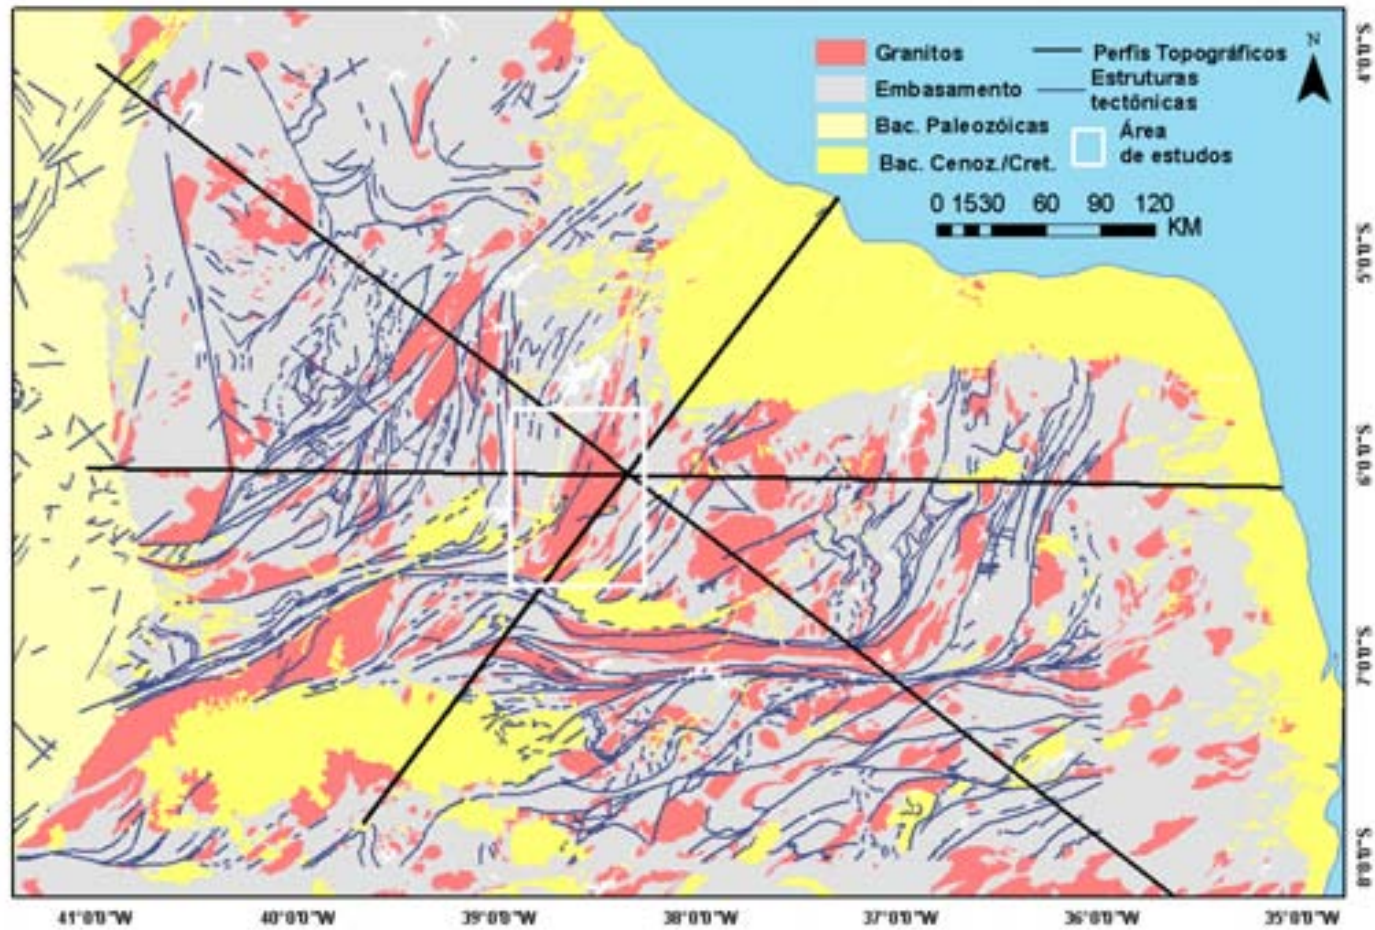 Granitos
Embasamento
Bac. Paleozóicas
Bac. Cenoz./Cret.
Perfis Topográficos
Estruturas
tectônicas
Área
de estudos
N
0 15 30 60 90 120
KM
4°0'0"S
5°0'0"S
6°0'0"S
7°0'0"S
8°0'0"S
41°0'0"W 40°0'0"W 39°0'0"W 38°0'0"W 37°0'0"W 36°0'0"W 35°0'0"W